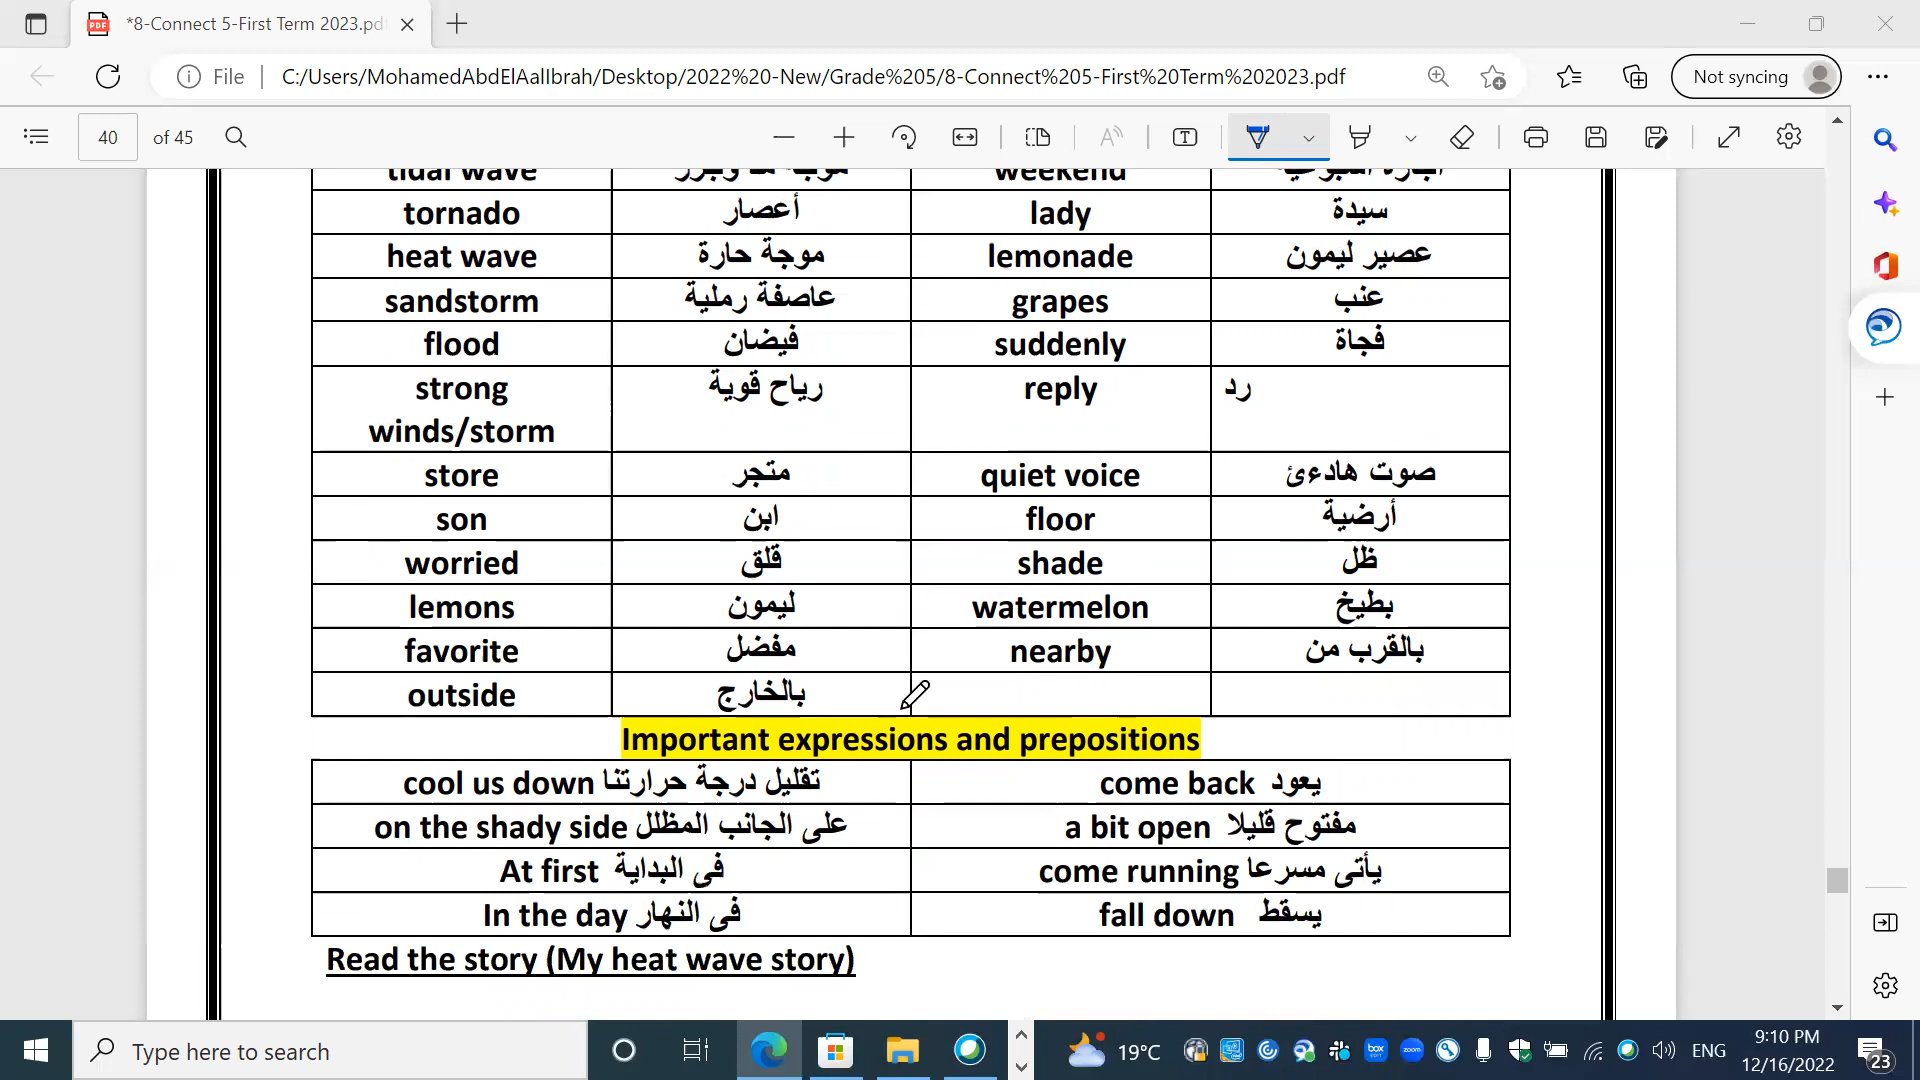 *8-Connect 5-First Term 2023.pdf
File C:/Users/MohamedAbdElAalIbrah/Desktop/2022%20-New/Grade%205/8-Connect%205-First%20Term%202023.pdf Not syncing
40 of 45
tidal wave weekend
tornado أعصار lady سيدة
heat wave موجة حارة lemonade عصير ليمون
sandstorm عاصفة رملية grapes عنب
flood فيضان suddenly فجاة
strong رياح قوية reply رد
winds/storm
store متجر quiet voice صوت هادءئ
son ابن floor أرضية
worried قلق shade ظل
lemons ليمون watermelon بطيخ
favorite مفضل nearby بالقرب من
outside بالخارج
Important expressions and prepositions
cool us down تقليل درجة حرارتنا come back يعود
on the shady side على الجانب المظلل a bit open مفتوح قليلا
At first فى البداية come running يأتى مسرعا
In the day فى النهار fall down يسقط
Read the story (My heat wave story)
Type here to search 19°C ENG 9:10 PM
12/16/2022 23